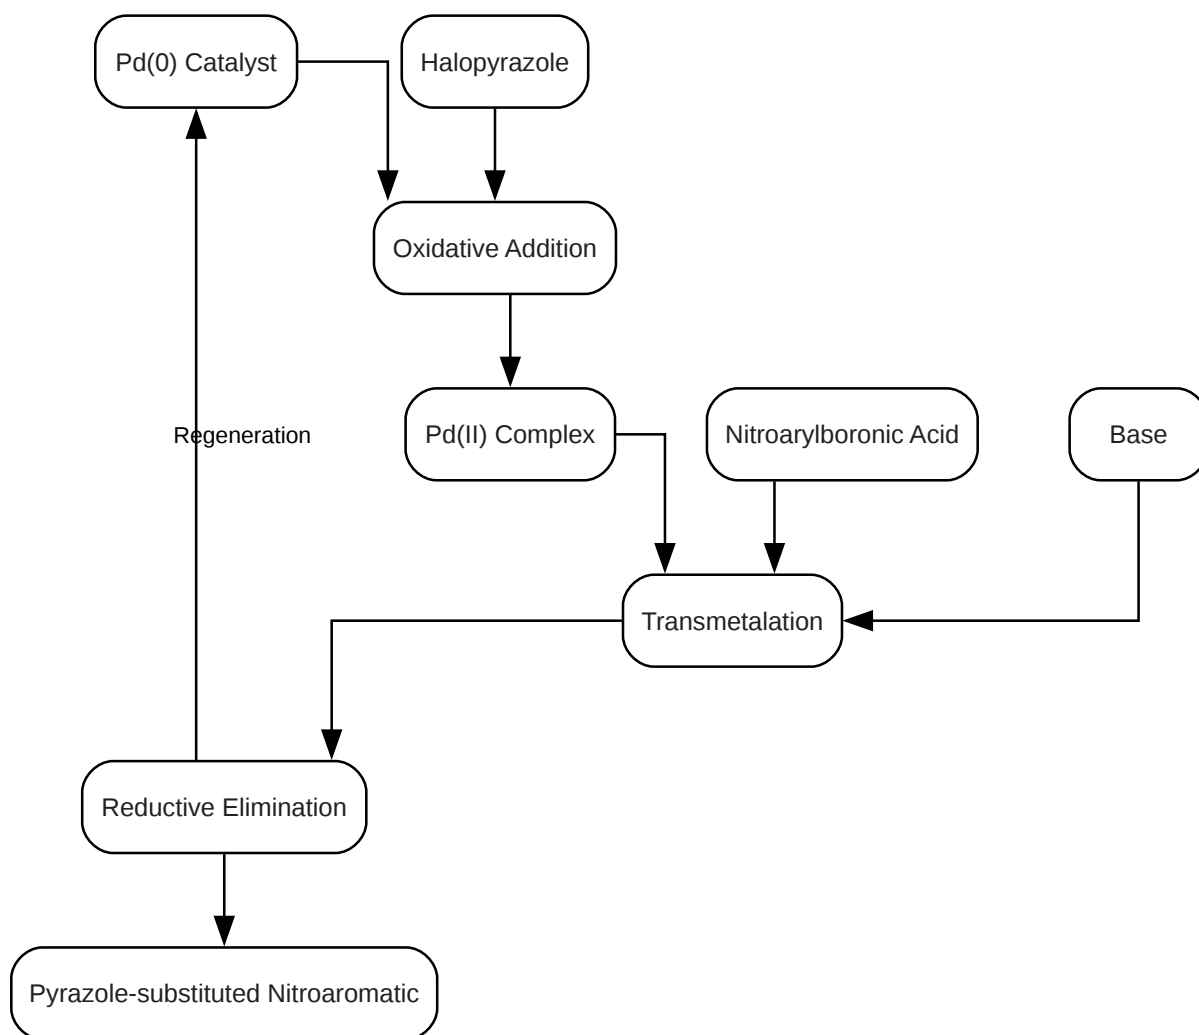 Pd(0) Catalyst
Halopyrazole
Oxidative Addition
Pd(II) Complex
Nitroarylboronic Acid
Base
Regeneration
Transmetalation
Reductive Elimination
Pyrazole-substituted Nitroaromatic